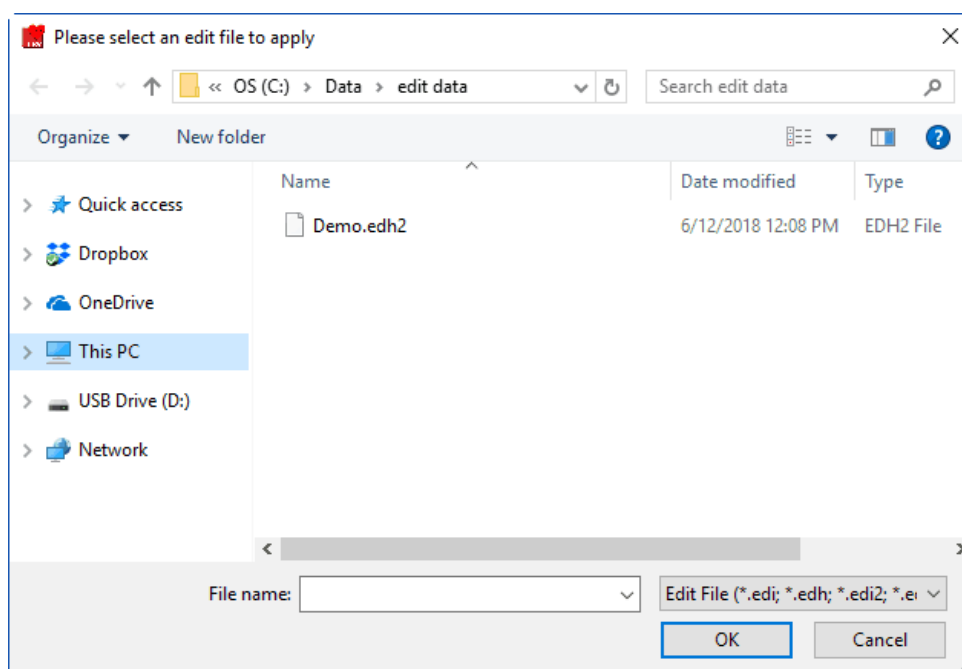 Please select an edit file to apply
« OS (C:) > Data > edit data
Search edit data
Organize
New folder
Name
Date modified
Type
Quick access
Demo.edh2
6/12/2018 12:08 PM
EDH2 File
Dropbox
OneDrive
This PC
USB Drive (D:)
Network
File name:
Edit File (*.edi; *.edh; *.edi2; *.e
OK
Cancel